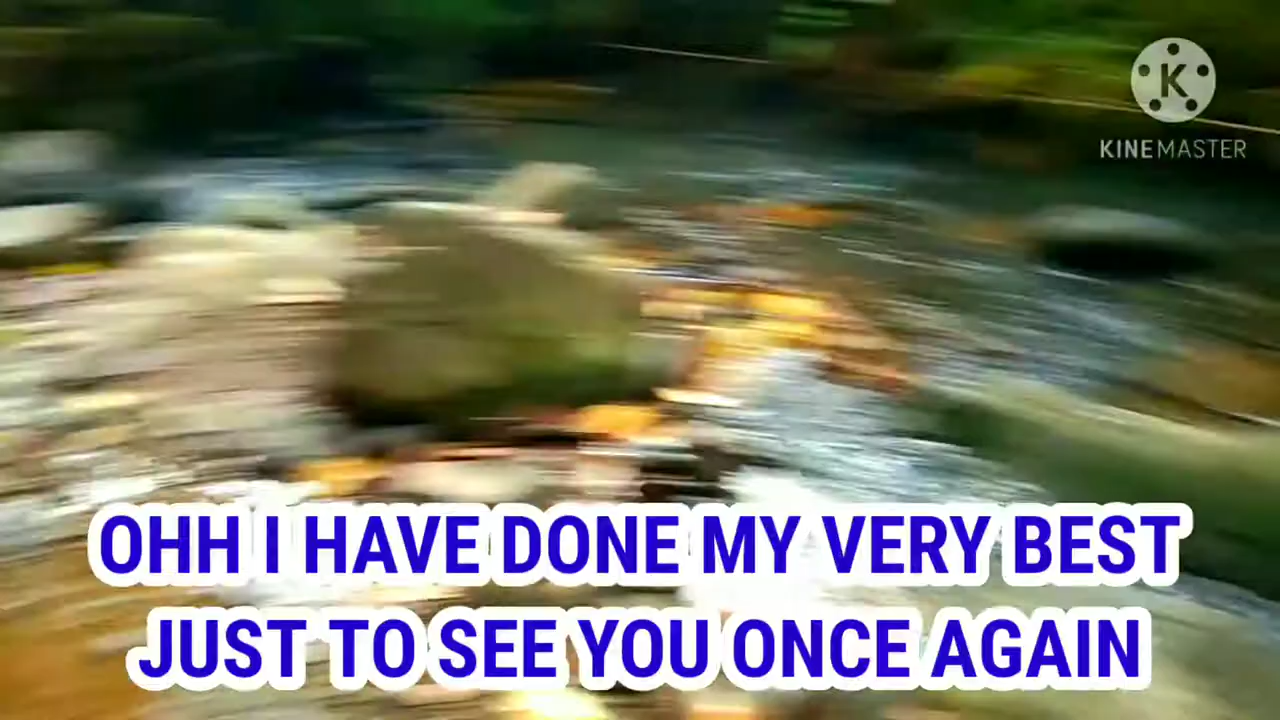 K
KINEMASTER
OHH I HAVE DONE MY VERY BEST
JUST TO SEE YOU ONCE AGAIN